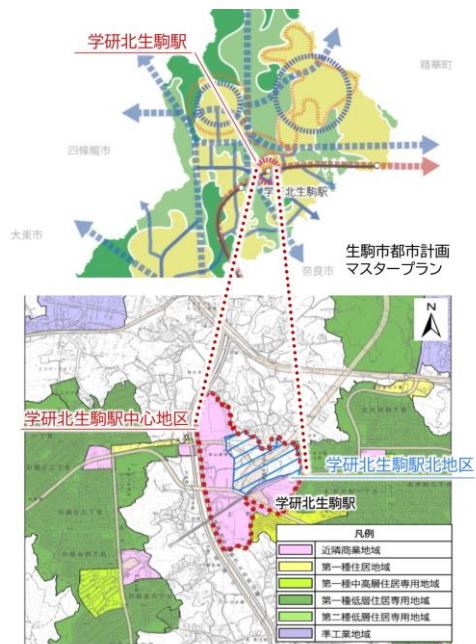 学研北生駒駅
精華町
四條畷市
学研北生駒駅
大東市
生駒市都市計画
マスタープラン
奈良市
N
学研北生駒駅中心地区
学研北生駒駅北地区
学研北生駒駅
凡例
近隣商業地域
第一種住居地域
第一種中高層住居専用地域
第一種低層住居専用地域
第二種低層住居専用地域
準工業地域